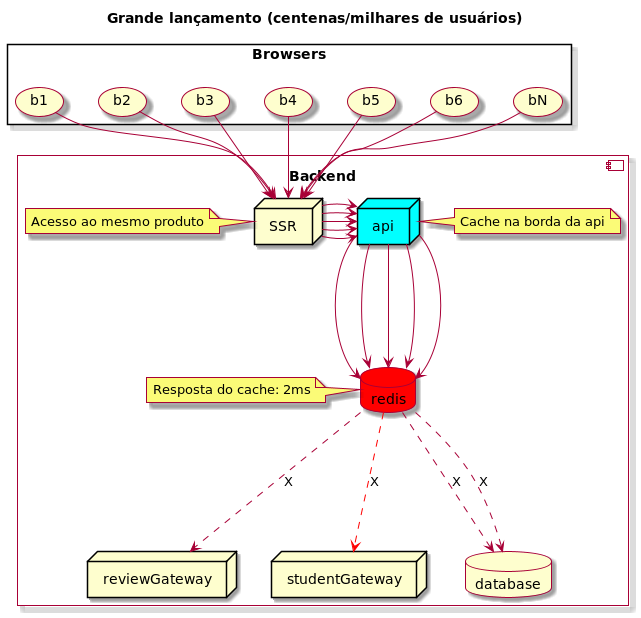 Grande lançamento (centenas/milhares de usuários)
Browsers
b1
b2
b3
b4
b5
b6
bN
Backend
Acesso ao mesmo produto
SSR
api
Cache na borda da api
Resposta do cache: 2ms
redis
X
X
X
X
reviewGateway
studentGateway
database